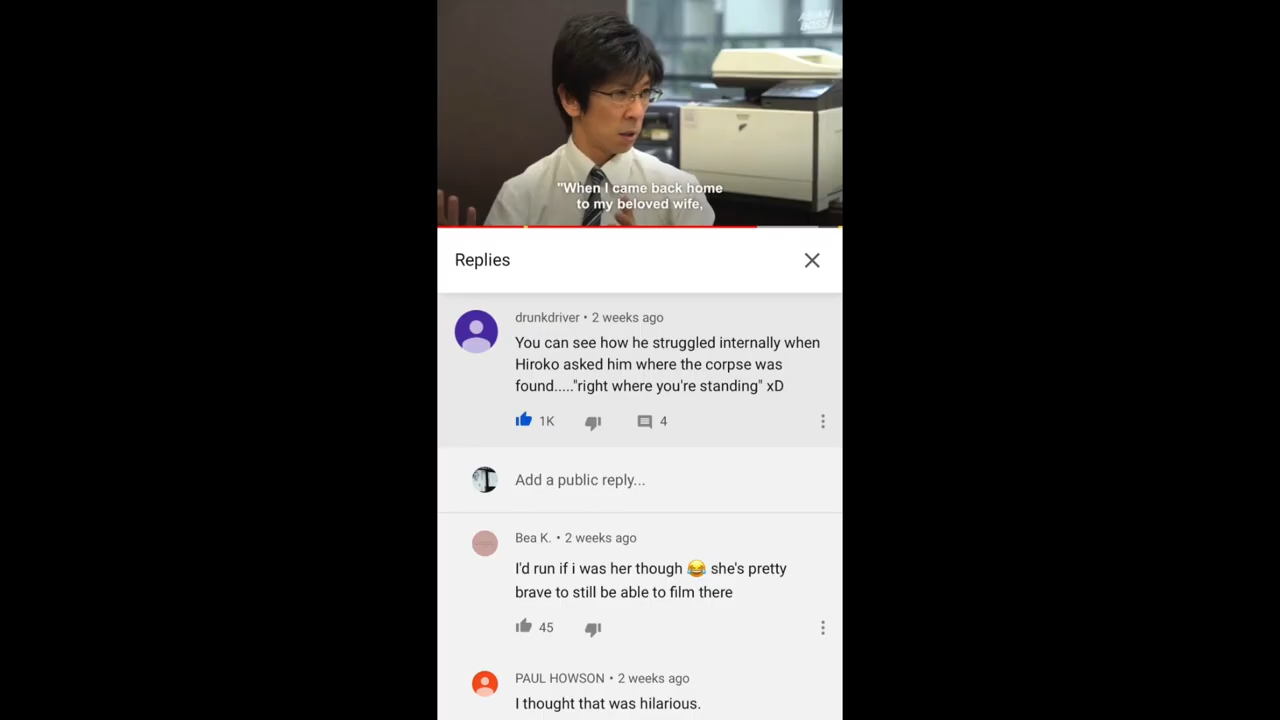 ASIAN
BOSS
"When I came back home
to my beloved wife,
Replies
drunkdriver • 2 weeks ago
You can see how he struggled internally when
Hiroko asked him where the corpse was
found....."right where you're standing" xD
1K
4
Add a public reply...
Bea K. • 2 weeks ago
I'd run if i was her though 😂 she's pretty
brave to still be able to film there
45
PAUL HOWSON • 2 weeks ago
I thought that was hilarious.